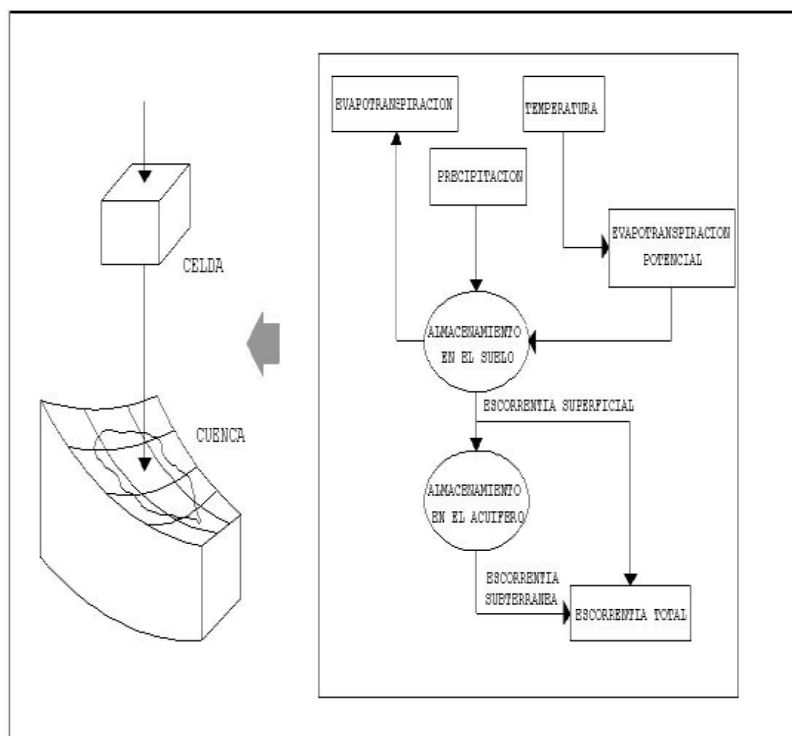 EVAPOTRANSPIRACION
TEMPERATURA
PRECIPITACION
EVAPOTRANSPIRACION
POTENCIAL
CELDA
ALMACENAMIENTO
EN EL SUELO
ESCORRENTIA SUPERFICIAL
CUENCA
ALMACENAMIENTO
EN EL ACUIFERO
ESCORRENTIA
SUBTERRANEA
ESCORRENTIA TOTAL